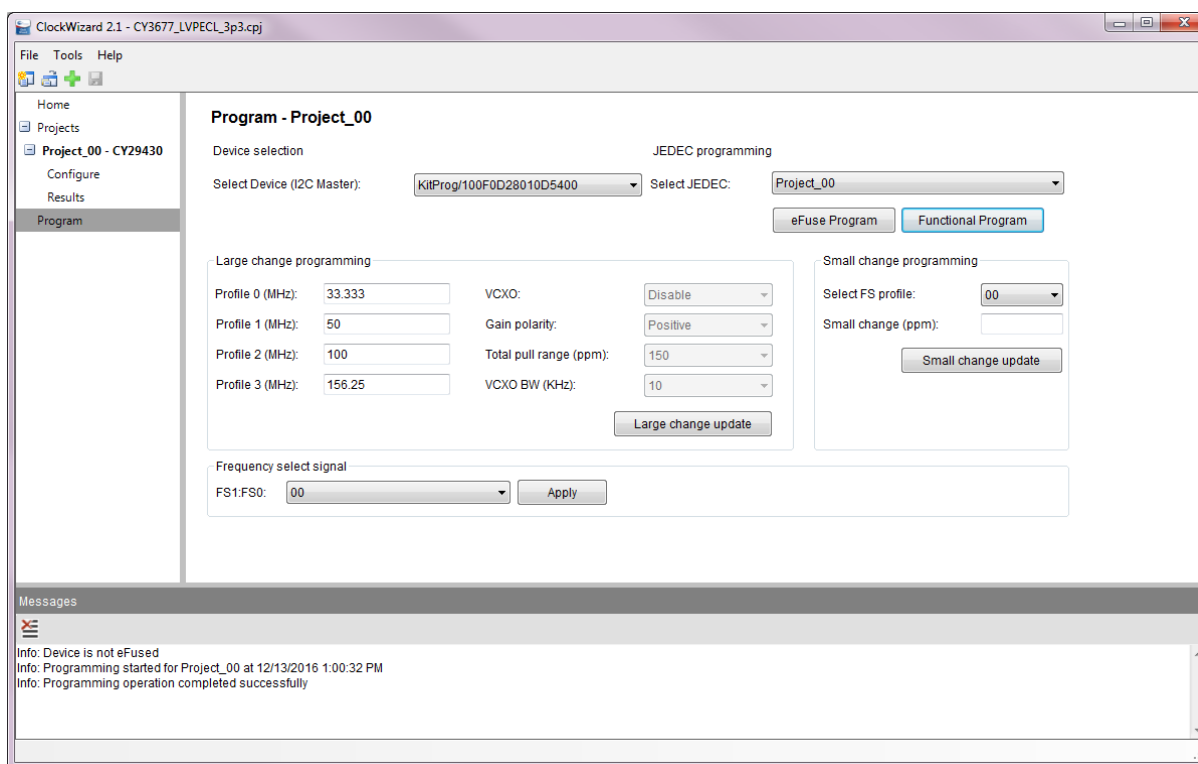 ClockWizard 2.1 - CY3677_LVPECL_3p3.cpj
File Tools Help
Home
Projects
Project_00 - CY29430
Configure
Results
Program
Program - Project_00
Device selection
JEDEC programming
Select Device (I2C Master): KitProg/100F0D28010D5400
Select JEDEC: Project_00
eFuse Program Functional Program
Large change programming
Profile 0 (MHz): 33.333 VCXO: Disable
Profile 1 (MHz): 50 Gain polarity: Positive
Profile 2 (MHz): 100 Total pull range (ppm): 150
Profile 3 (MHz): 156.25 VCXO BW (KHz): 10
Large change update
Small change programming
Select FS profile: 00
Small change (ppm):
Small change update
Frequency select signal
FS1:FS0: 00 Apply
Messages
Info: Device is not eFused
Info: Programming started for Project_00 at 12/13/2016 1:00:32 PM
Info: Programming operation completed successfully